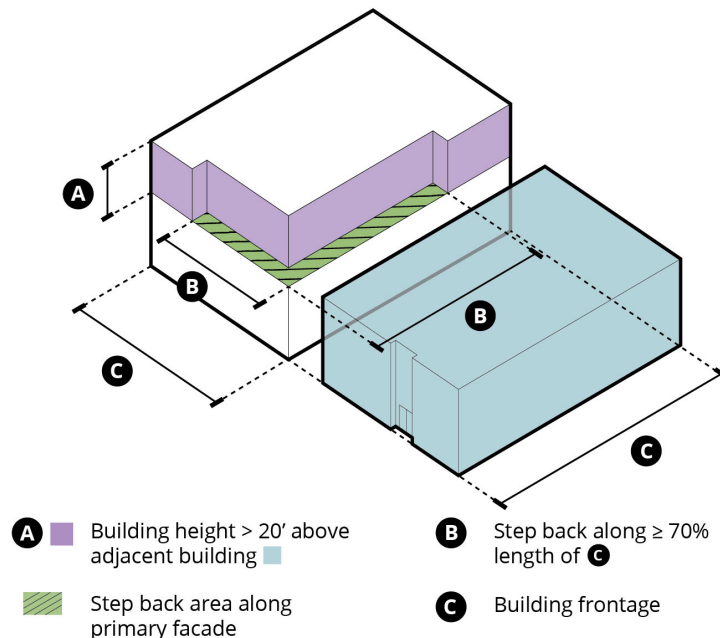 A
B
B
C
C
A Building height > 20’ above
adjacent building
Step back area along
primary facade
B Step back along ≥ 70%
length of C
C Building frontage